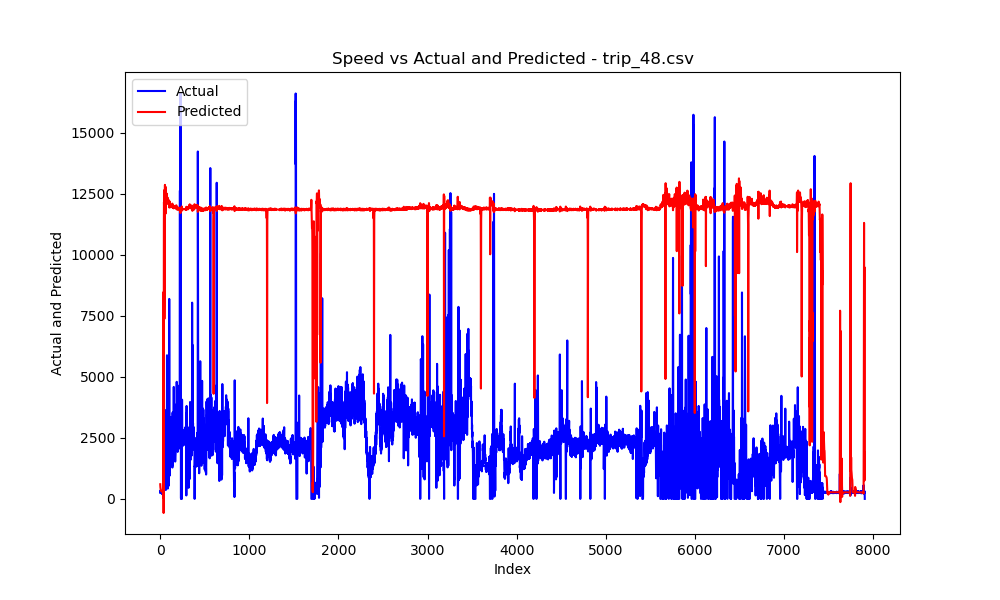 Speed vs Actual and Predicted - trip_48.csv
Actual
Predicted
15000
12500
10000
7500
5000
2500
0
Actual and Predicted
0 1000 2000 3000 4000 5000 6000 7000 8000
Index